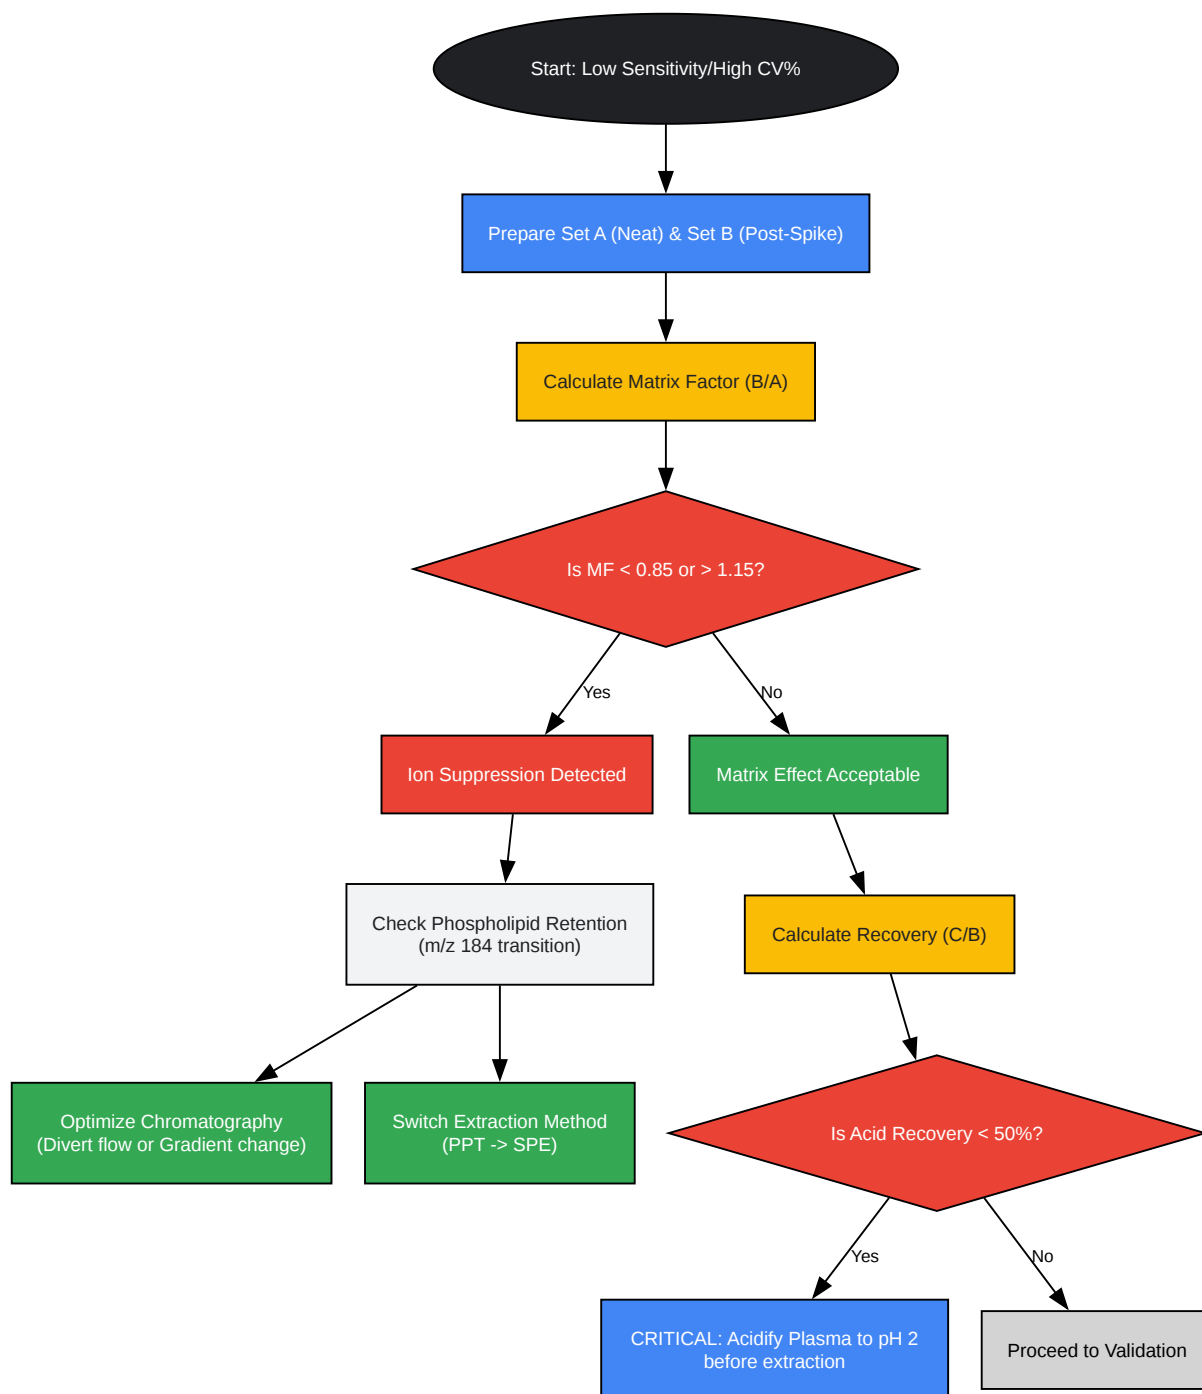 Start: Low Sensitivity/High CV%
Prepare Set A (Neat) & Set B (Post-Spike)
Calculate Matrix Factor (B/A)
Is MF < 0.85 or > 1.15?
Yes
No
Ion Suppression Detected
Matrix Effect Acceptable
Check Phospholipid Retention
(m/z 184 transition)
Calculate Recovery (C/B)
Optimize Chromatography
(Divert flow or Gradient change)
Switch Extraction Method
(PPT -> SPE)
Is Acid Recovery < 50%?
Yes
No
CRITICAL: Acidify Plasma to pH 2
before extraction
Proceed to Validation